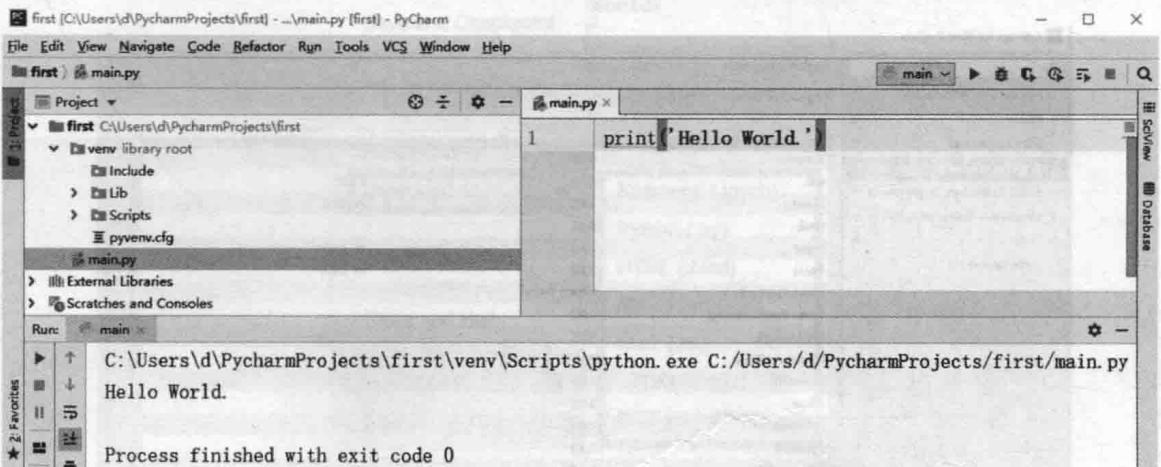 first [C:\Users\d\PycharmProjects\first] - ...\main.py [first] - PyCharm
File Edit View Navigate Code Refactor Run Tools VCS Window Help
first main.py
main
Project
main.py
1: Project
first C:\Users\d\PycharmProjects\first
venv library root
Include
Lib
Scripts
pyvenv.cfg
main.py
External Libraries
Scratches and Consoles
1 print('Hello World.')
SciView
Database
Run: main
C:\Users\d\PycharmProjects\first\venv\Scripts\python.exe C:/Users/d/PycharmProjects/first/main.py
Hello World.
Process finished with exit code 0
2: Favorites